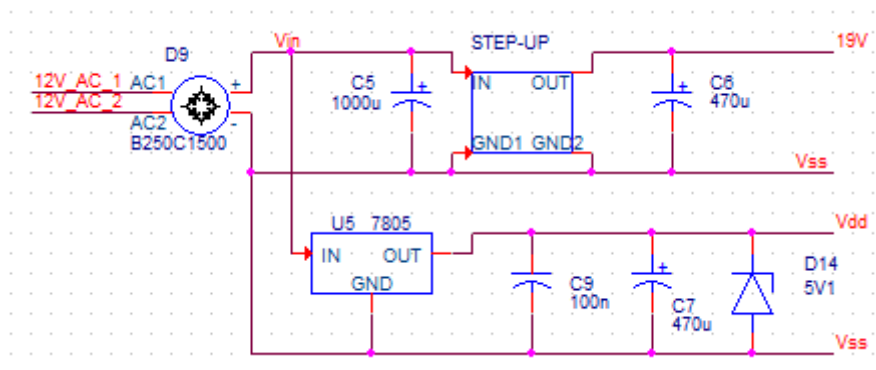 Vin
STEP-UP
19V
D9
12V_AC_1 AC1
+
C5
1000u
+
IN OUT
+
C6
470u
12V_AC_2
AC2
-
B250C1500
GND1 GND2
Vss
U5 7805
Vdd
IN OUT
GND
C9
100n
+
C7
470u
D14
5V1
Vss